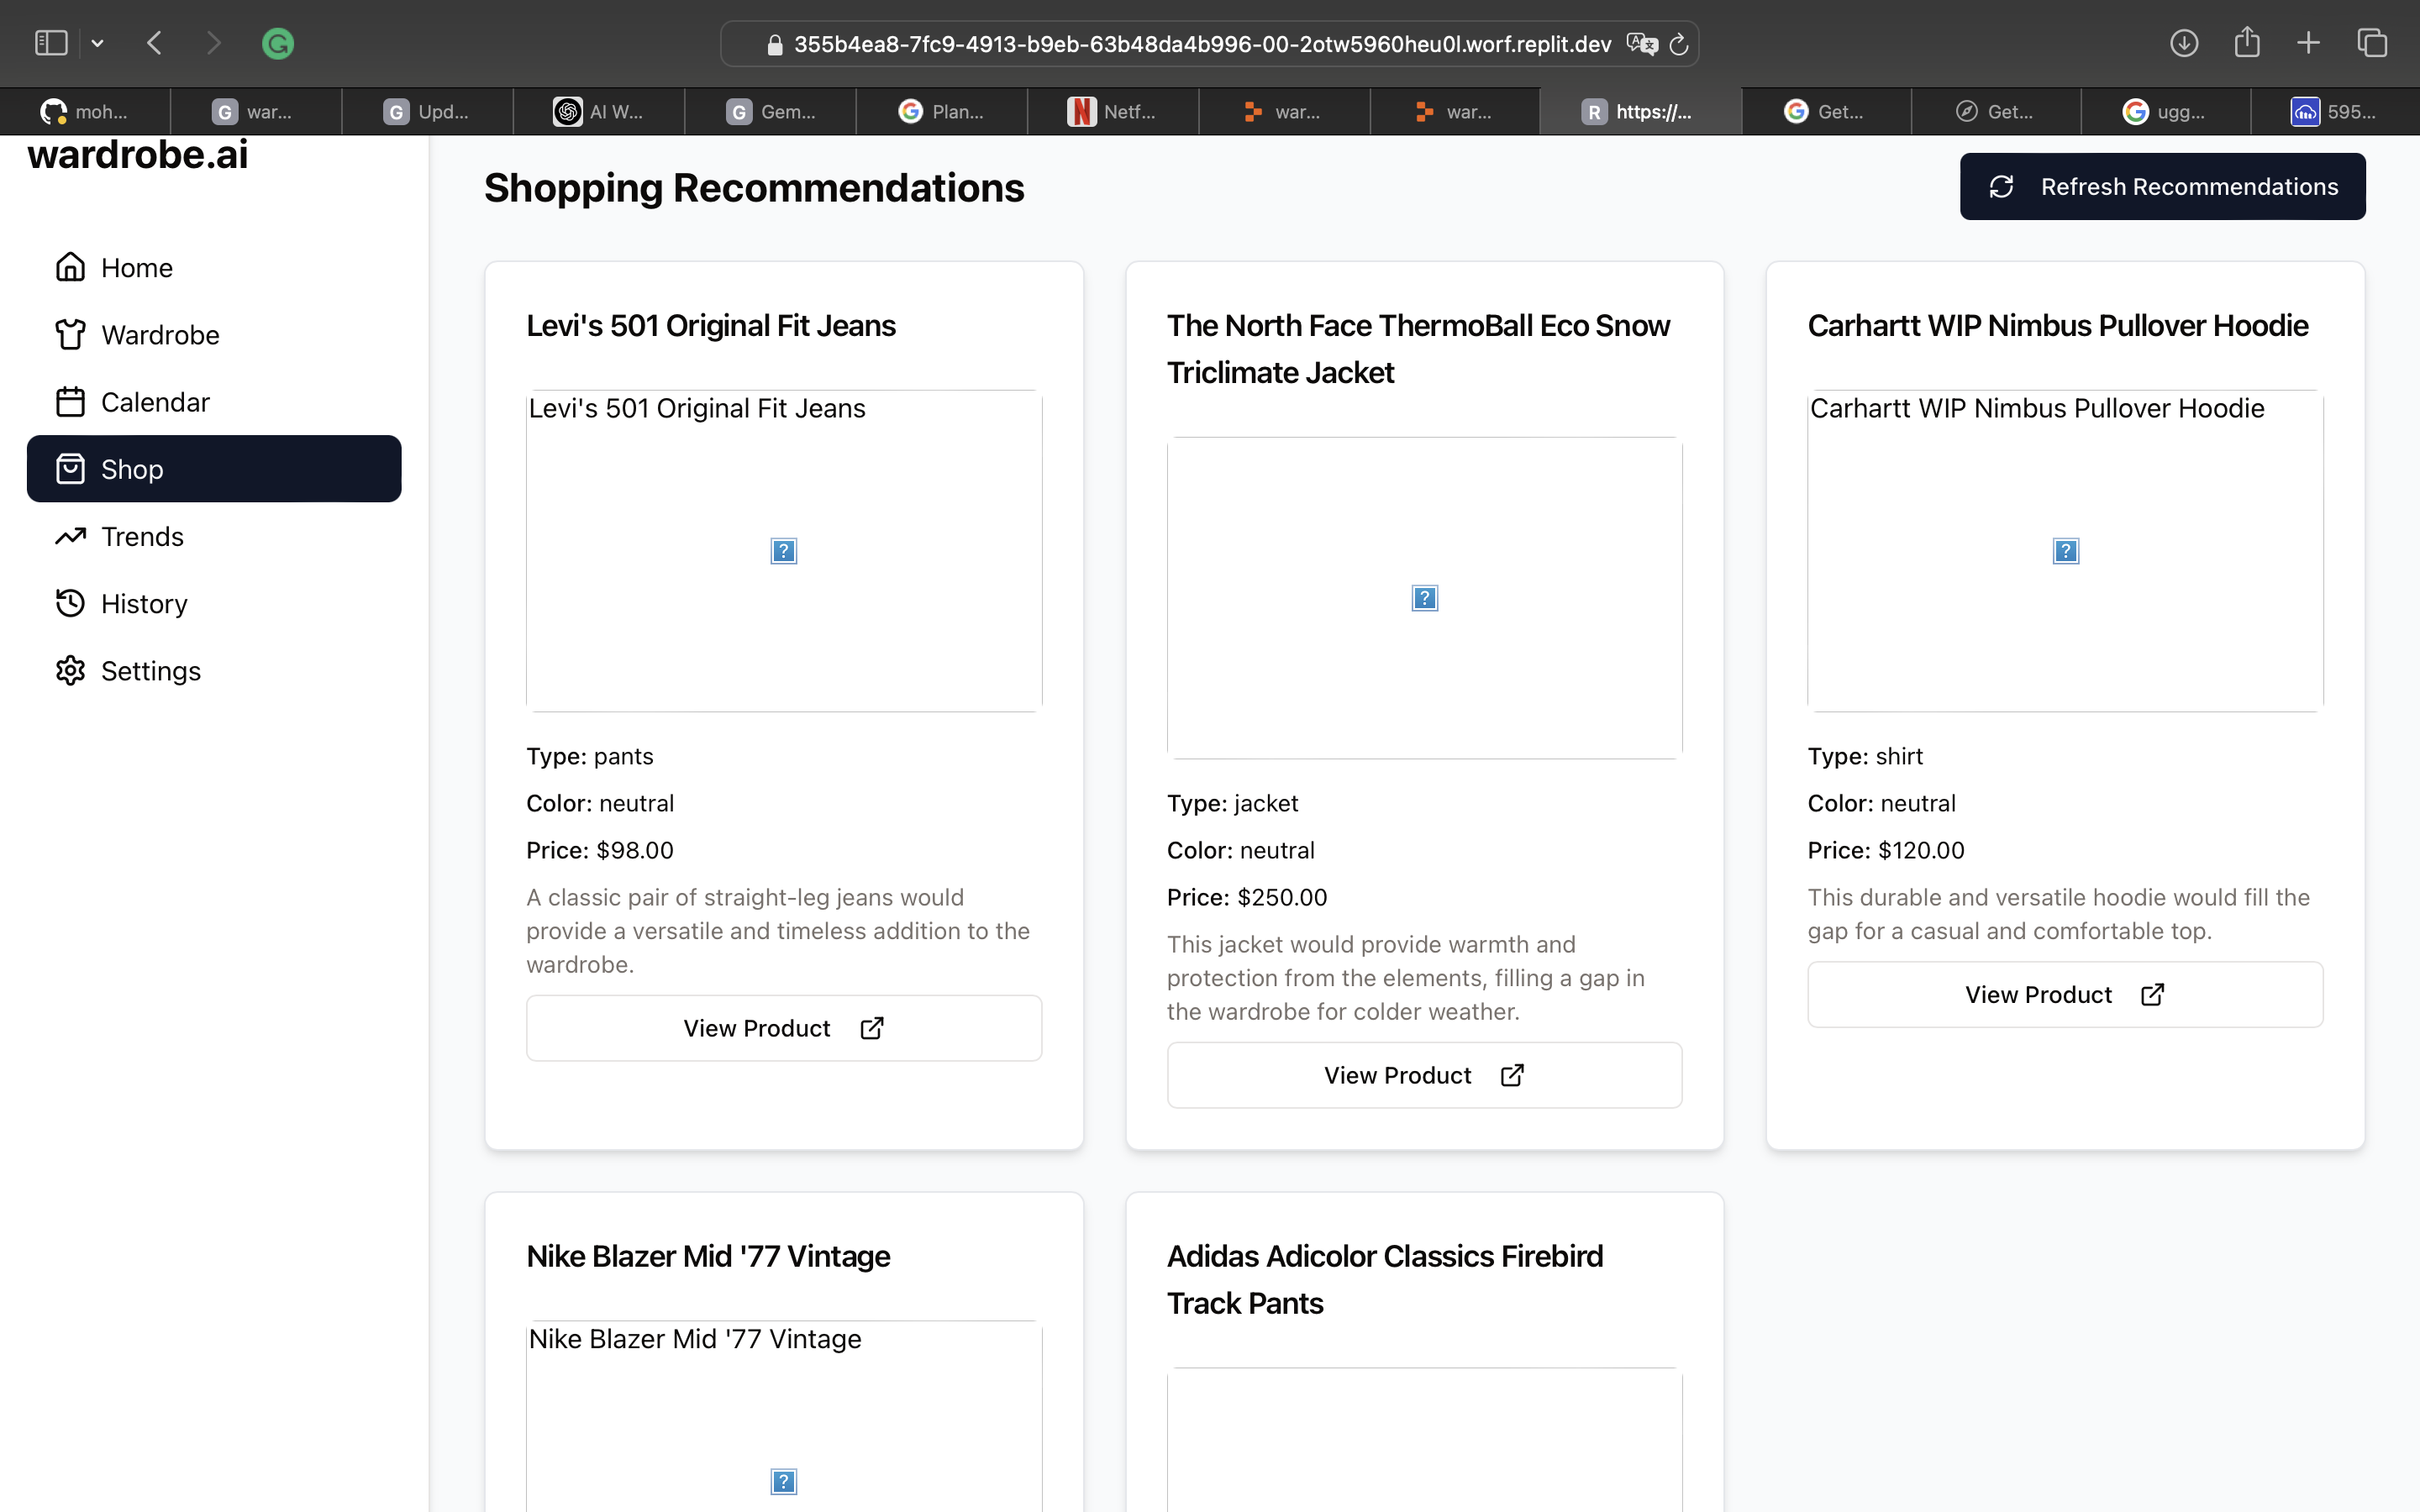 355b4ea8-7fc9-4913-b9eb-63b48da4b996-00-2otw5960heu0l.worf.replit.dev
moh...
war...
Upd...
AI W...
Gem...
Plan...
Netf...
war...
war...
https://...
Get...
Get...
ugg...
595...
wardrobe.ai
Home
Wardrobe
Calendar
Shop
Trends
History
Settings
Shopping Recommendations
Refresh Recommendations
Levi's 501 Original Fit Jeans
Levi's 501 Original Fit Jeans
Type: pants
Color: neutral
Price: $98.00
A classic pair of straight-leg jeans would
provide a versatile and timeless addition to the
wardrobe.
View Product
The North Face ThermoBall Eco Snow
Triclimate Jacket
Type: jacket
Color: neutral
Price: $250.00
This jacket would provide warmth and
protection from the elements, filling a gap in
the wardrobe for colder weather.
View Product
Carhartt WIP Nimbus Pullover Hoodie
Carhartt WIP Nimbus Pullover Hoodie
Type: shirt
Color: neutral
Price: $120.00
This durable and versatile hoodie would fill the
gap for a casual and comfortable top.
View Product
Nike Blazer Mid '77 Vintage
Nike Blazer Mid '77 Vintage
Adidas Adicolor Classics Firebird
Track Pants